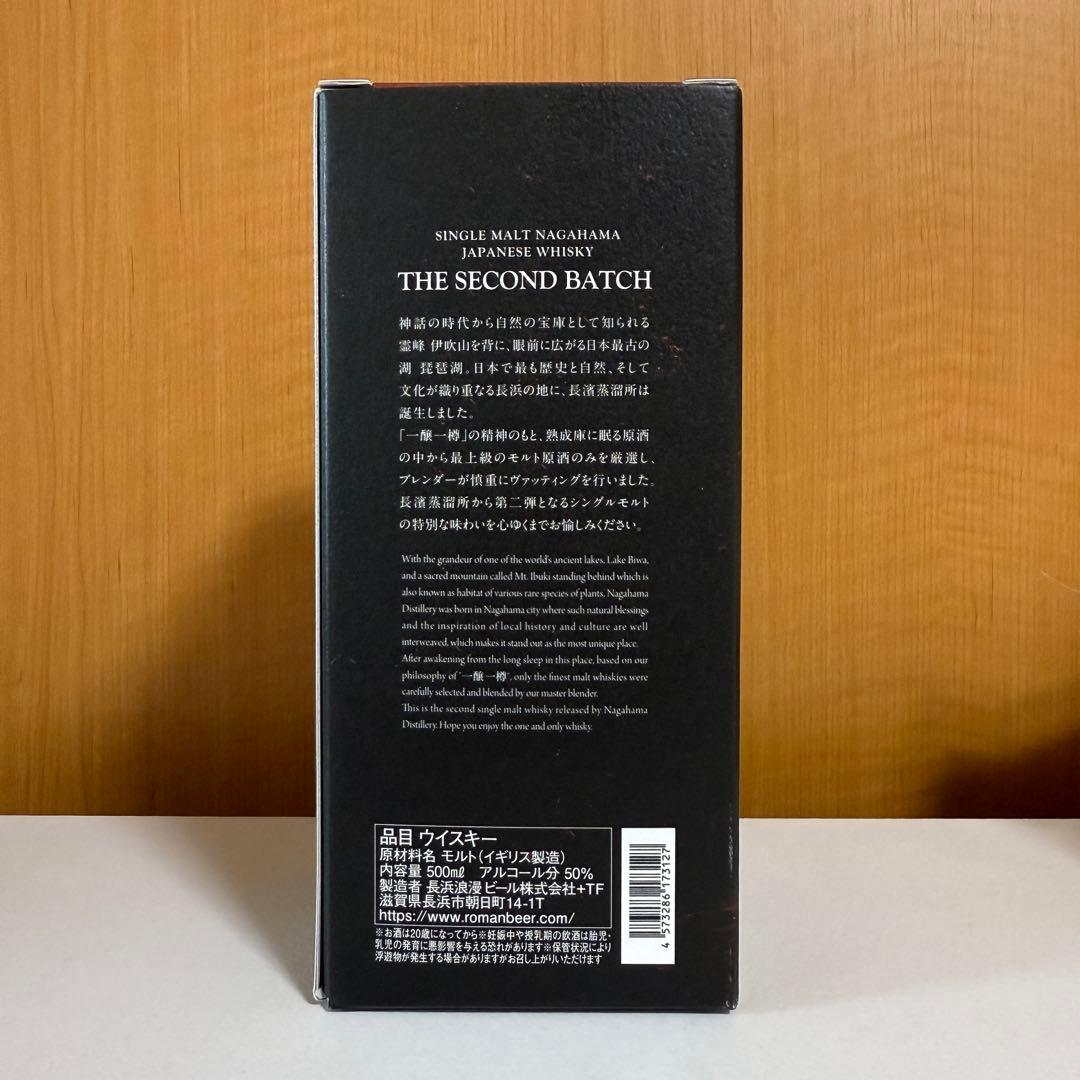 SINGLE MALT NAGAHAMA
JAPANESE WHISKY
THE SECOND BATCH
神話の時代から自然の宝庫として知られる
霊峰 伊吹山を背に、眼前に広がる日本最古の
湖 琵琶湖。日本で最も歴史と自然、そして
文化が織り重なる長浜の地に、長濱蒸溜所は
誕生しました。
「一醸一樽」の精神のもと、熟成庫に眠る原酒
の中から最上級のモルト原酒のみを厳選し、
ブレンダーが慎重にヴァッティングを行いました。
長濱蒸溜所から第二弾となるシングルモルト
の特別な味わいを心ゆくまでお愉しみください。
With the grandeur of one of the world's ancient lakes, Lake Biwa,
and a sacred mountain called Mt. Ibuki standing behind which is
also known as habitat of various rare species of plants, Nagahama
Distillery was born in Nagahama city where such natural blessings
and the inspiration of local history and culture are well
interweaved, which makes it stand out as the most unique place.
After awakening from the long sleep in this place, based on our
philosophy of "一醸一樽", only the finest malt whiskies were
carefully selected and blended by our master blender.
This is the second single malt whisky released by Nagahama
Distillery. Hope you enjoy the one and only whisky.
品目 ウイスキー
原材料名 モルト(イギリス製造)
内容量 500㎖ アルコール分 50%
製造者 長浜浪漫ビール株式会社+TF
滋賀県長浜市朝日町14-1T
https://www.romanbeer.com/
※お酒は20歳になってから※妊娠中や授乳期の飲酒は胎児・
乳児の発育に悪影響を与える恐れがあります※保管状況により
浮遊物が発生する場合がありますがお召し上がりいただけます
4 573286 173127